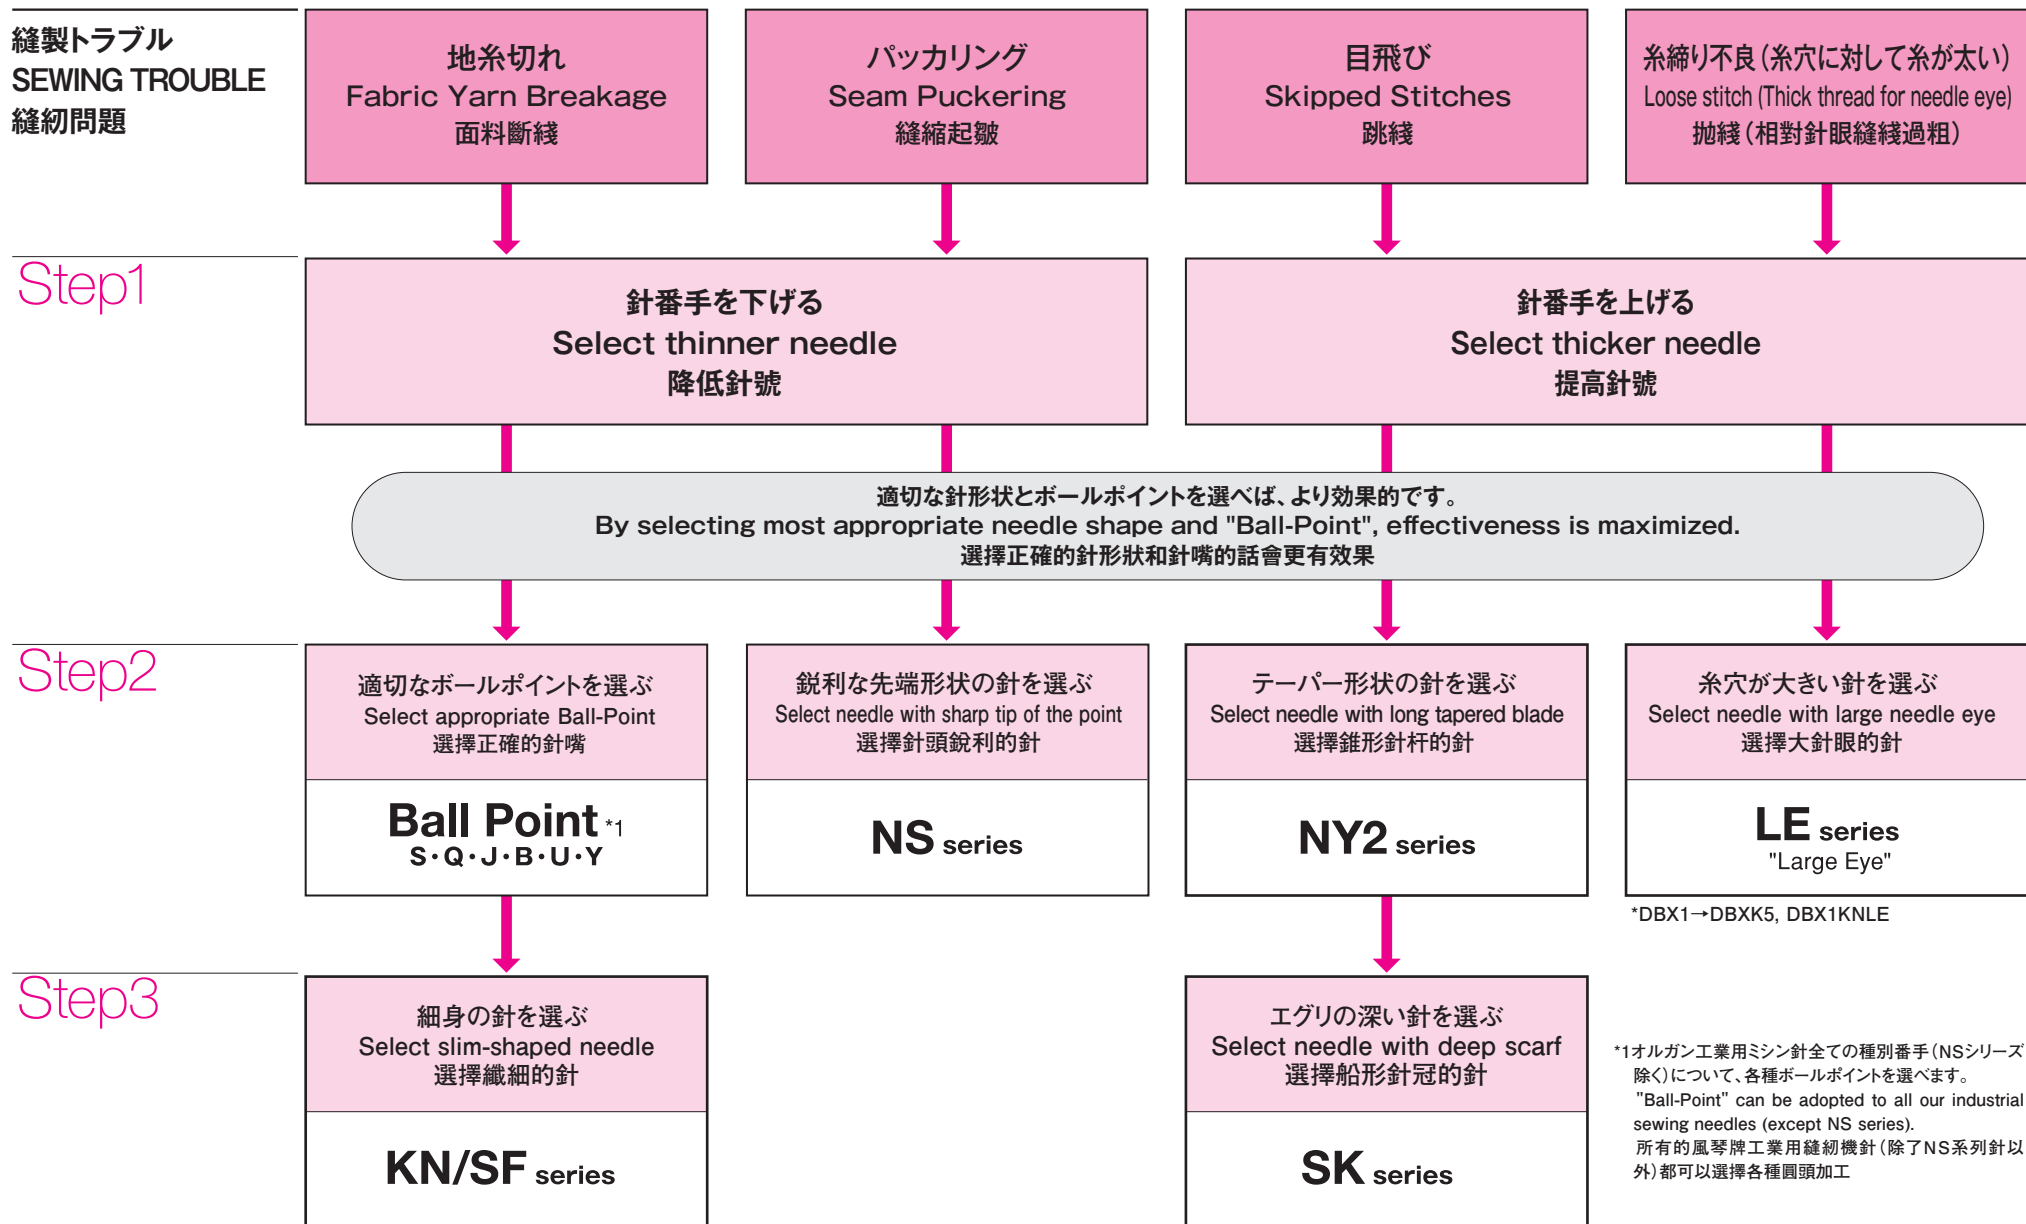 縫製トラブル
SEWING TROUBLE
縫紉問題
地糸切れ
Fabric Yarn Breakage
面料斷綫
パッカリング
Seam Puckering
縫縮起皺
目飛び
Skipped Stitches
跳綫
糸締り不良(糸穴に対して糸が太い)
Loose stitch (Thick thread for needle eye)
拋綫(相對針眼縫綫過粗)
Step1
針番手を下げる
Select thinner needle
降低針號
針番手を上げる
Select thicker needle
提高針號
適切な針形状とボールポイントを選べば、より効果的です。
By selecting most appropriate needle shape and "Ball-Point", effectiveness is maximized.
選擇正確的針形狀和針嘴的話會更有效果
Step2
適切なボールポイントを選ぶ
Select appropriate Ball-Point
選擇正確的針嘴
Ball Point *1
S・Q・J・B・U・Y
鋭利な先端形状の針を選ぶ
Select needle with sharp tip of the point
選擇針頭鋭利的針
NS series
テーパー形状の針を選ぶ
Select needle with long tapered blade
選擇錐形針杆的針
NY2 series
糸穴が大きい針を選ぶ
Select needle with large needle eye
選擇大針眼的針
LE series
"Large Eye"
*DBX1→DBXK5, DBX1KNLE
Step3
細身の針を選ぶ
Select slim-shaped needle
選擇纖細的針
KN/SF series
エグリの深い針を選ぶ
Select needle with deep scarf
選擇船形針冠的針
SK series
*1オルガン工業用ミシン針全ての種別番手(NSシリーズ
除く)について、各種ボールポイントを選べます。
"Ball-Point" can be adopted to all our industrial
sewing needles (except NS series).
所有的風琴牌工業用縫紉機針(除了NS系列針以
外)都可以選擇各種圓頭加工